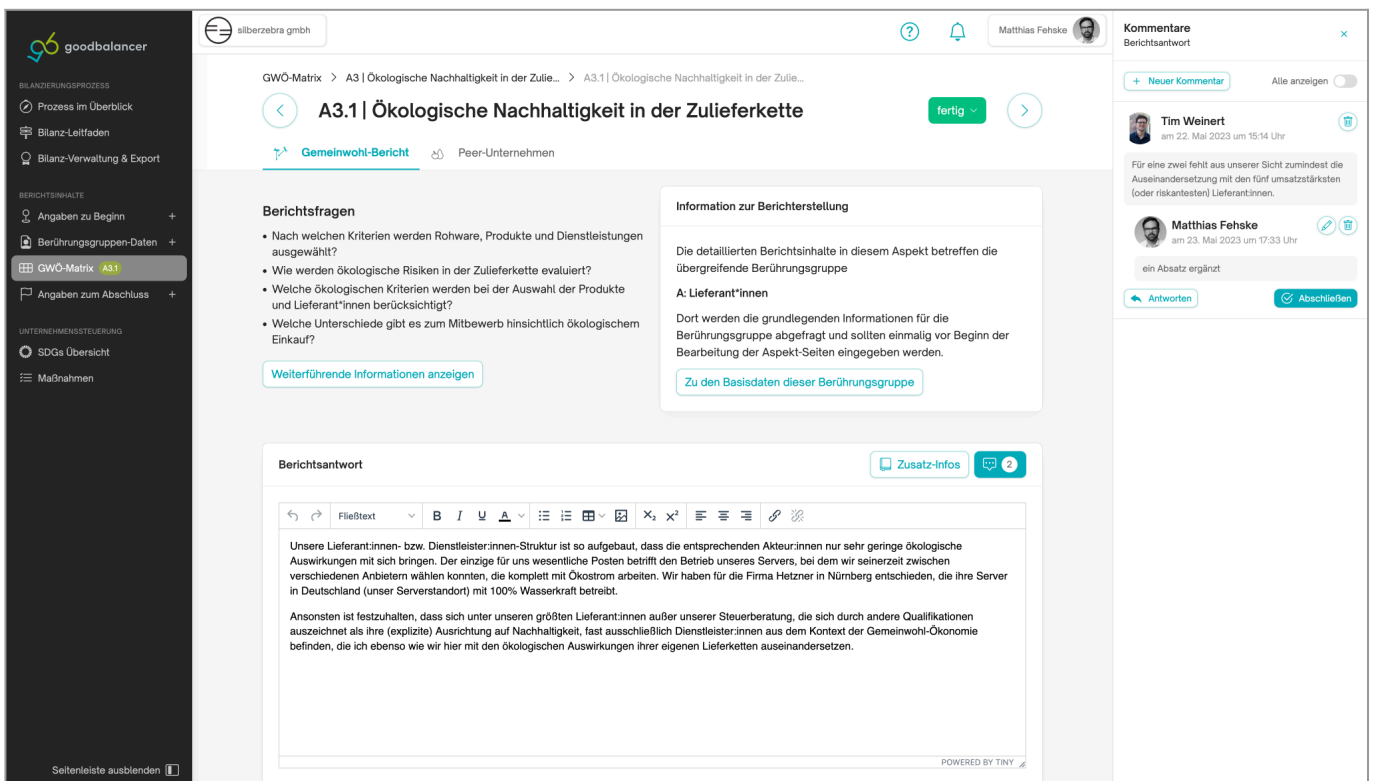 goodbalancer
BILANZIERUNGSPROZESS
Prozess im Überblick
Bilanz-Leitfaden
Bilanz-Verwaltung & Export
BERICHTSINHALTE
Angaben zu Beginn +
Berührungsgruppen-Daten +
GWÖ-Matrix A3.1
Angaben zum Abschluss +
UNTERNEHMENSSTEUERUNG
SDGs Übersicht
Maßnahmen
Seitenleiste ausblenden
silberzebra gmbh
?
Matthias Fehske
GWÖ-Matrix > A3 | Ökologische Nachhaltigkeit in der Zulie... > A3.1 | Ökologische Nachhaltigkeit in der Zulie...
A3.1 | Ökologische Nachhaltigkeit in der Zulieferkette
fertig
Gemeinwohl-Bericht
Peer-Unternehmen
Berichtsfragen
• Nach welchen Kriterien werden Rohware, Produkte und Dienstleistungen
ausgewählt?
• Wie werden ökologische Risiken in der Zulieferkette evaluiert?
• Welche ökologischen Kriterien werden bei der Auswahl der Produkte
und Lieferant*innen berücksichtigt?
• Welche Unterschiede gibt es zum Mitbewerb hinsichtlich ökologischem
Einkauf?
Weiterführende Informationen anzeigen
Information zur Berichterstellung
Die detaillierten Berichtsinhalte in diesem Aspekt betreffen die
übergreifende Berührungsgruppe
A: Lieferant*innen
Dort werden die grundlegenden Informationen für die
Berührungsgruppe abgefragt und sollten einmalig vor Beginn der
Bearbeitung der Aspekt-Seiten eingegeben werden.
Zu den Basisdaten dieser Berührungsgruppe
Berichtsantwort
Zusatz-Infos
2
Fließtext B I U A X₂ X²
Unsere Lieferant:innen- bzw. Dienstleister:innen-Struktur ist so aufgebaut, dass die entsprechenden Akteur:innen nur sehr geringe ökologische
Auswirkungen mit sich bringen. Der einzige für uns wesentliche Posten betrifft den Betrieb unseres Servers, bei dem wir seinerzeit zwischen
verschiedenen Anbietern wählen konnten, die komplett mit Ökostrom arbeiten. Wir haben für die Firma Hetzner in Nürnberg entschieden, die ihre Server
in Deutschland (unser Serverstandort) mit 100% Wasserkraft betreibt.
Ansonsten ist festzuhalten, dass sich unter unseren größten Lieferant:innen außer unserer Steuerberatung, die sich durch andere Qualifikationen
auszeichnet als ihre (explizite) Ausrichtung auf Nachhaltigkeit, fast ausschließlich Dienstleister:innen aus dem Kontext der Gemeinwohl-Ökonomie
befinden, die ich ebenso wie wir hier mit den ökologischen Auswirkungen ihrer eigenen Lieferketten auseinandersetzen.
POWERED BY TINY
Kommentare
Berichtsantwort
×
+ Neuer Kommentar
Alle anzeigen
Tim Weinert
am 22. Mai 2023 um 15:14 Uhr
Für eine zwei fehlt aus unserer Sicht zumindest die
Auseinandersetzung mit den fünf umsatzstärksten
(oder riskantesten) Lieferant:innen.
Matthias Fehske
am 23. Mai 2023 um 17:33 Uhr
ein Absatz ergänzt
Antworten
Abschließen